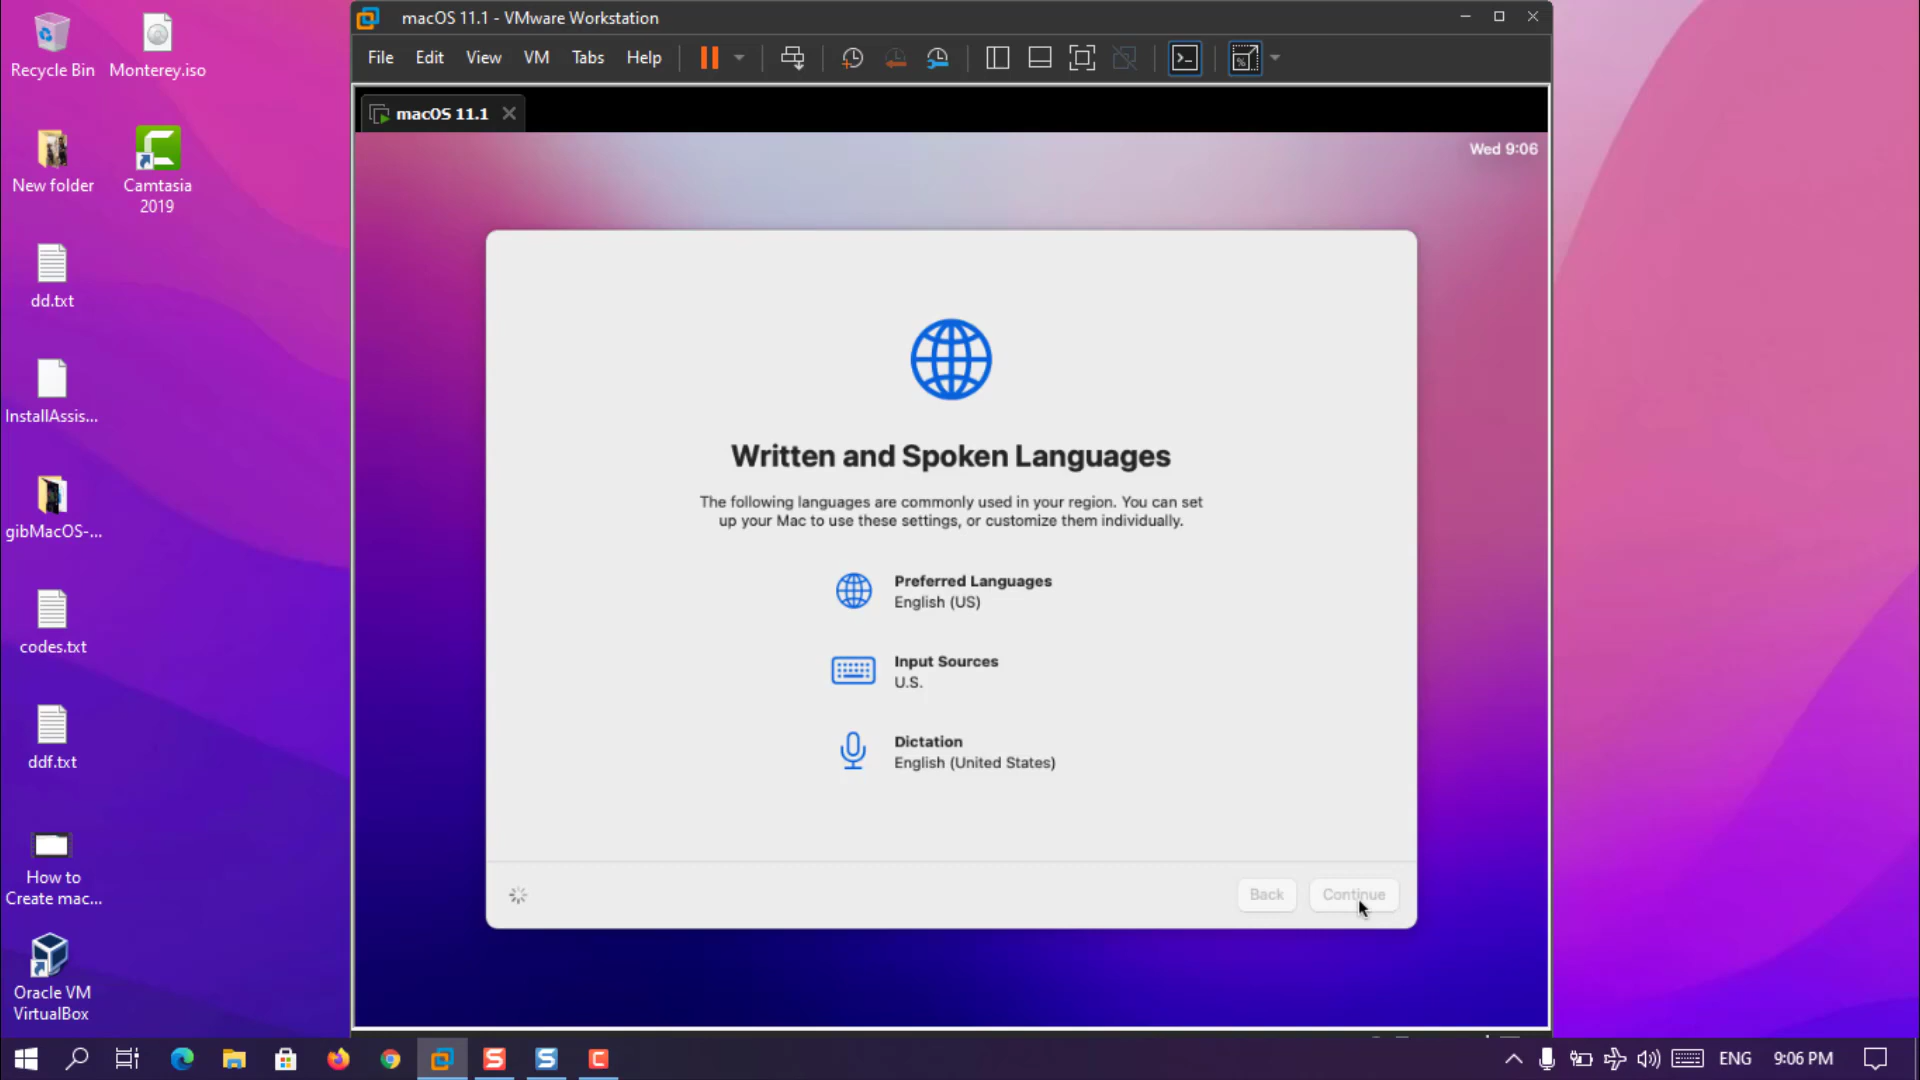 Recycle Bin
Monterey.iso
New folder
Camtasia
2019
dd.txt
InstallAssis...
gibMacOS-...
codes.txt
ddf.txt
How to
Create mac...
Oracle VM
VirtualBox
macOS 11.1 - VMware Workstation
File Edit View VM Tabs Help
macOS 11.1
Wed 9:06
Written and Spoken Languages
The following languages are commonly used in your region. You can set
up your Mac to use these settings, or customize them individually.
Preferred Languages
English (US)
Input Sources
U.S.
Dictation
English (United States)
Back Continue
ENG 9:06 PM